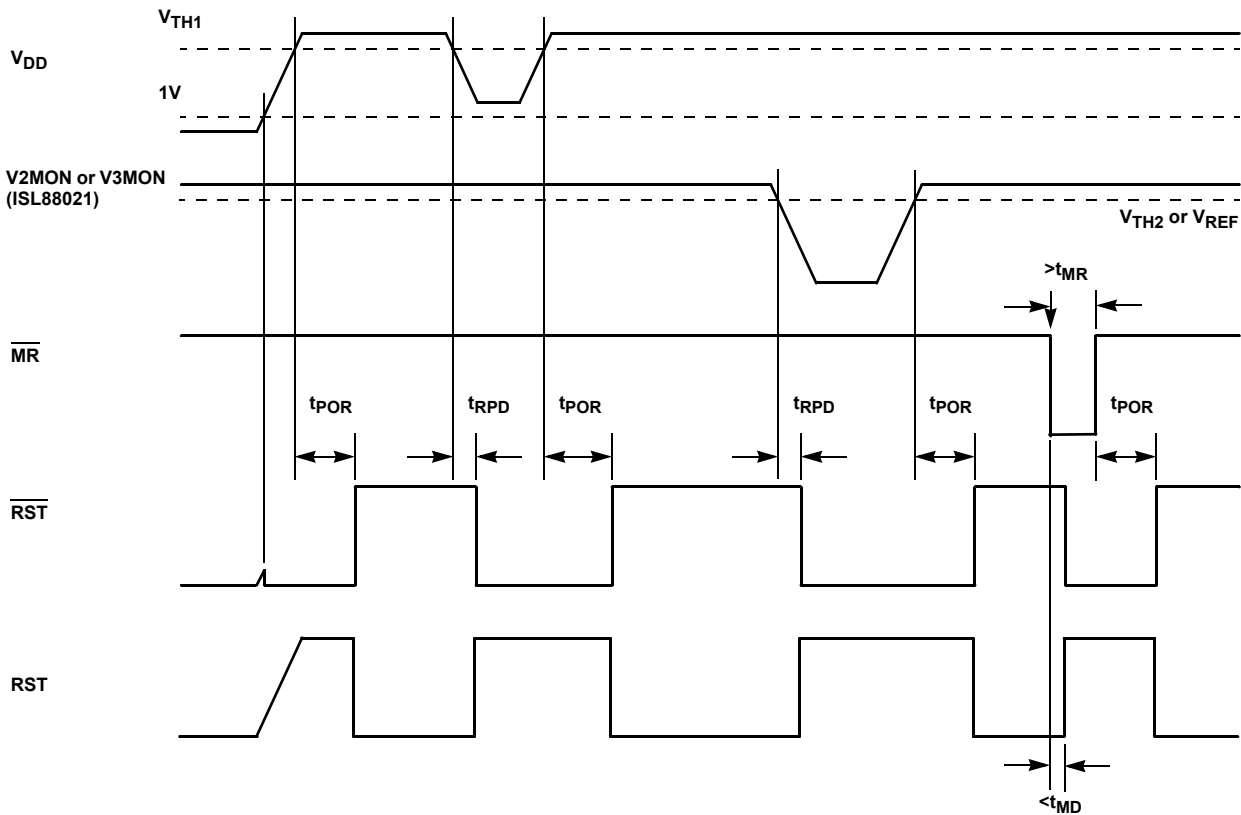 VTH1
VDD
1V
V2MON or V3MON
(ISL88021)
VTH2 or VREF
>tMR
MR
tPOR tRPD tPOR tRPD tPOR tPOR
RST
RST
<tMD